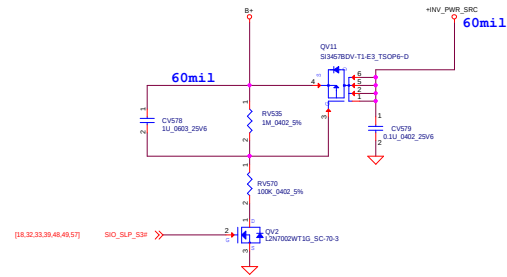 B+
+INV_PWR_SRC
60mil
QV11
SI3457BDV-T1-E3_TSOP6~D
60mil
S
D
4
6
5
2
1
G
3
1
CV578
1U_0603_25V6
2
1
RV535
1M_0402_5%
2
1
CV579
0.1U_0402_25V6
2
1
RV570
100K_0402_5%
2
1
D
[18,32,33,39,48,49,57]
SIO_SLP_S3#
2
G
QV2
L2N7002WT1G_SC-70-3
S
3